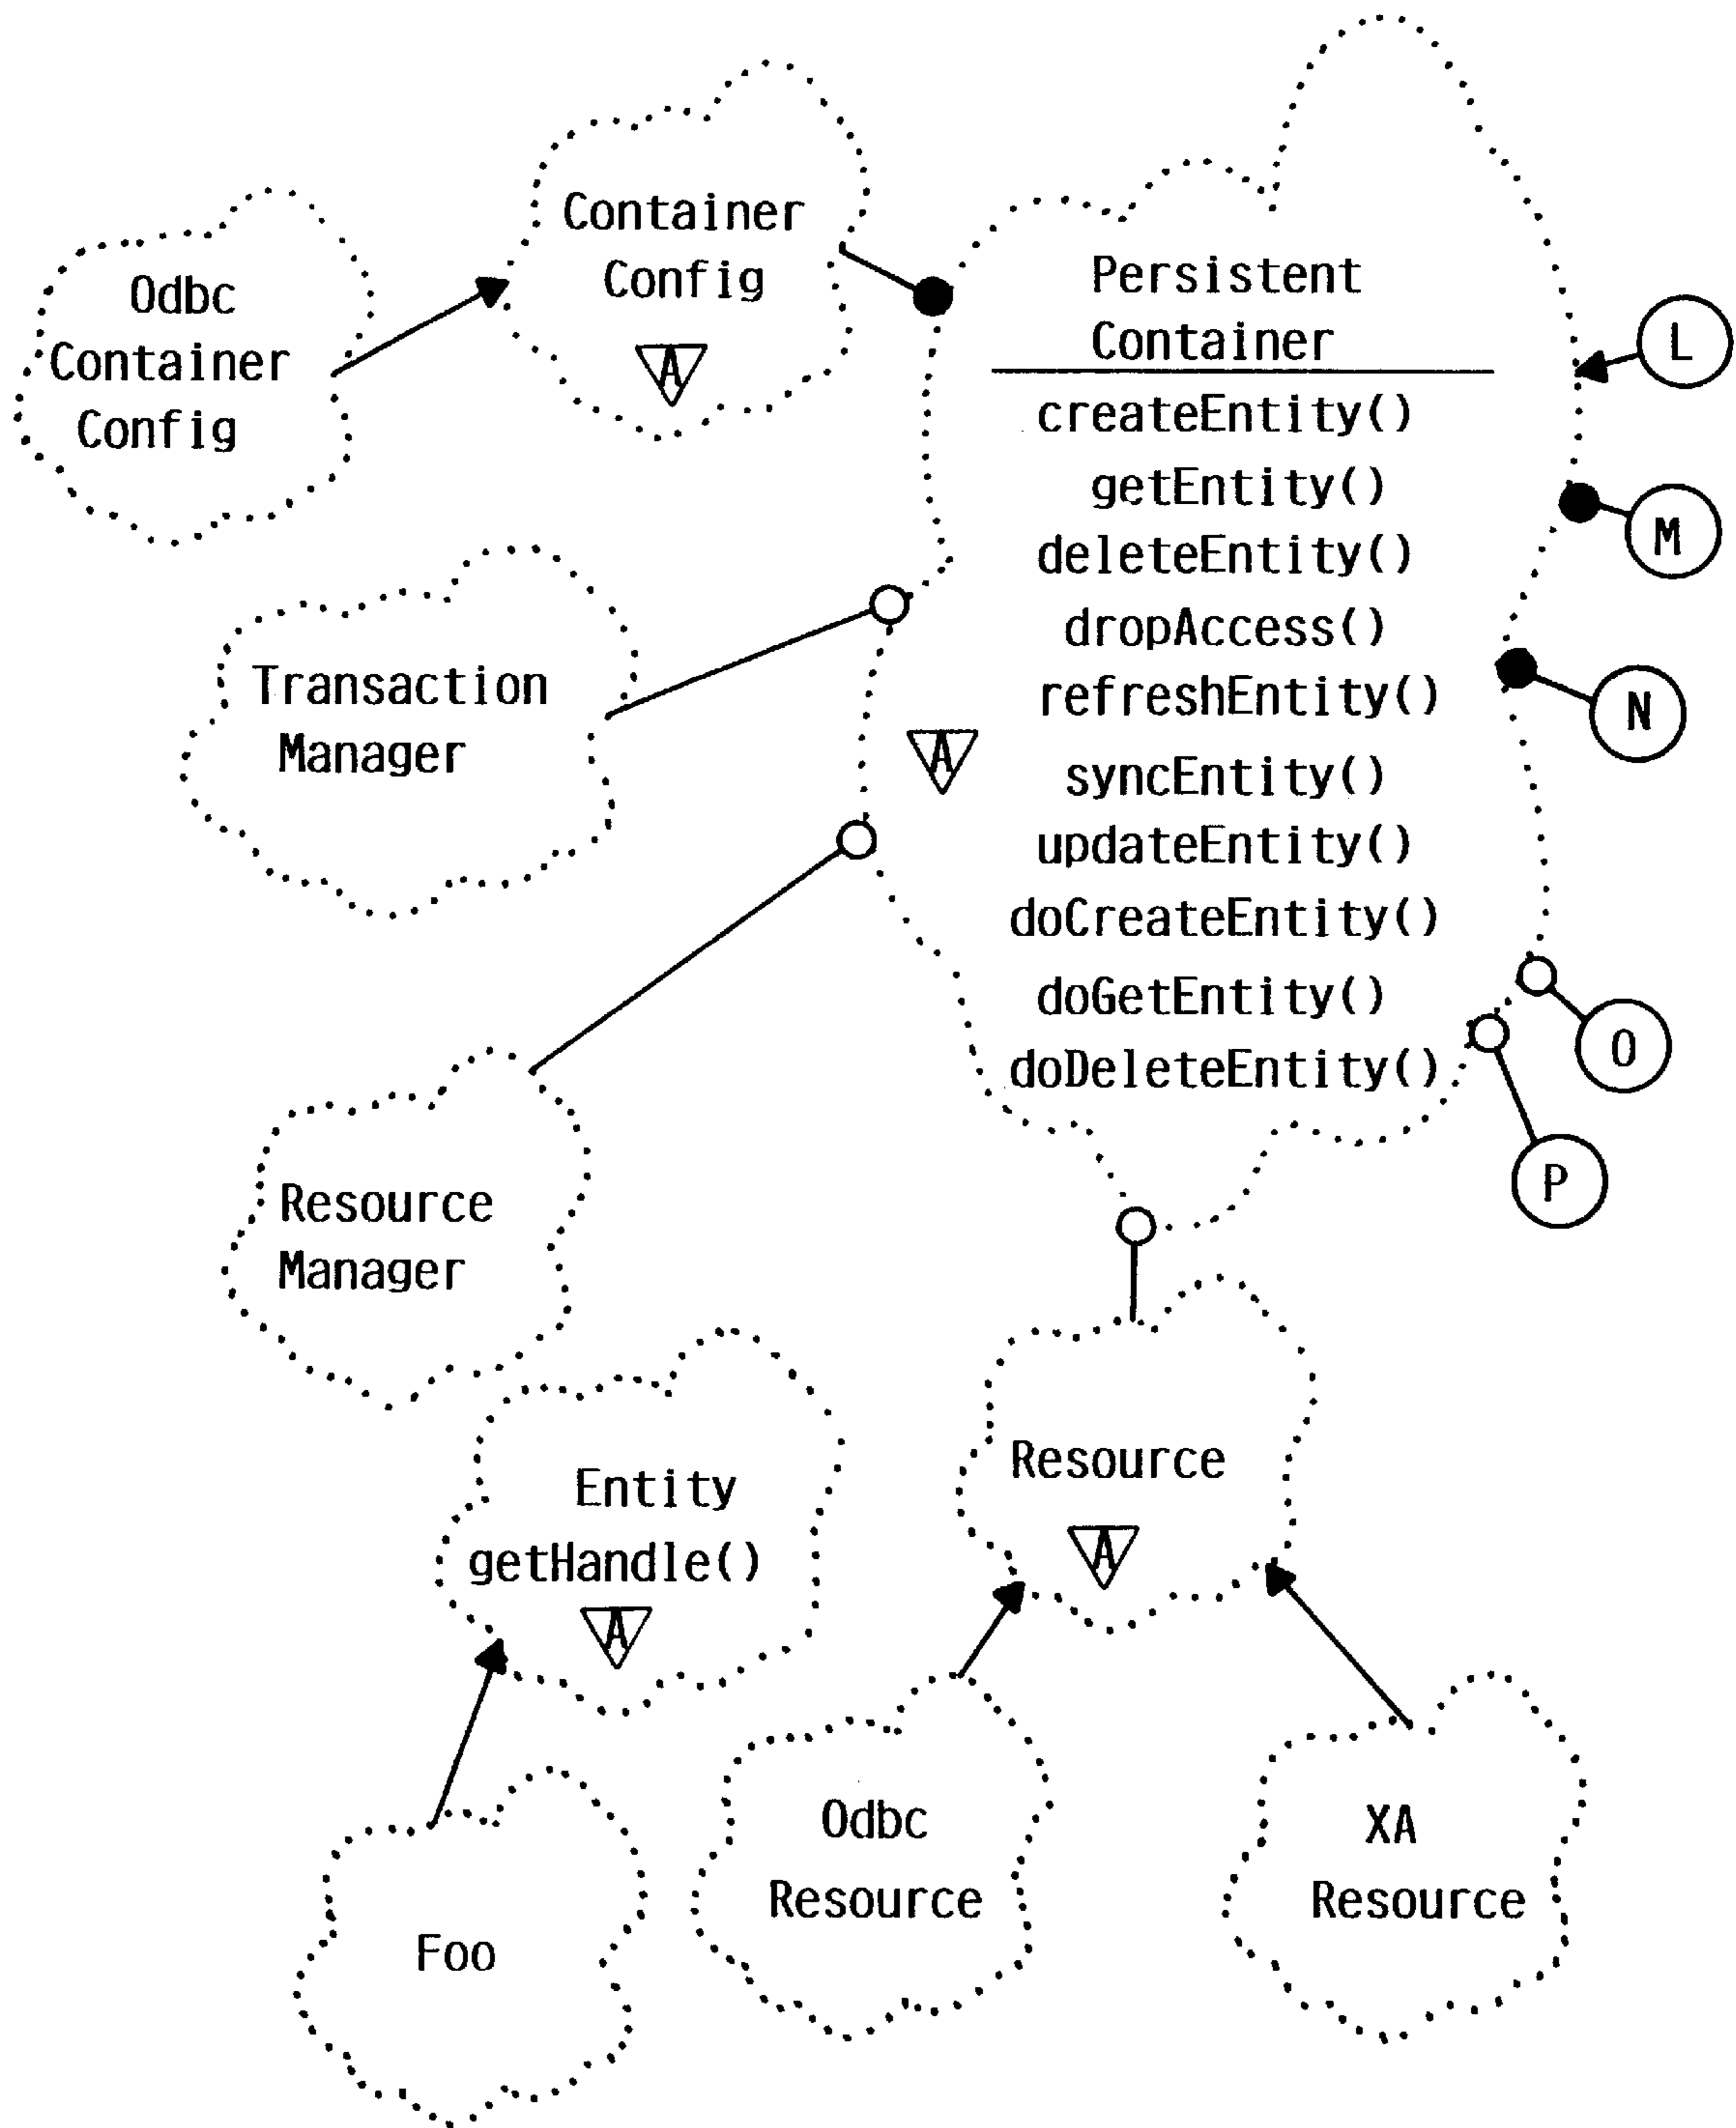 Container
Config
A
Odbc
Container
Config
Persistent
Container
createEntity()
getEntity()
deleteEntity()
dropAccess()
refreshEntity()
syncEntity()
updateEntity()
doCreateEntity()
doGetEntity()
doDeleteEntity()
A
L
M
N
O
P
Transaction
Manager
Resource
Manager
Entity
getHandle()
A
Resource
A
Foo
Odbc
Resource
XA
Resource